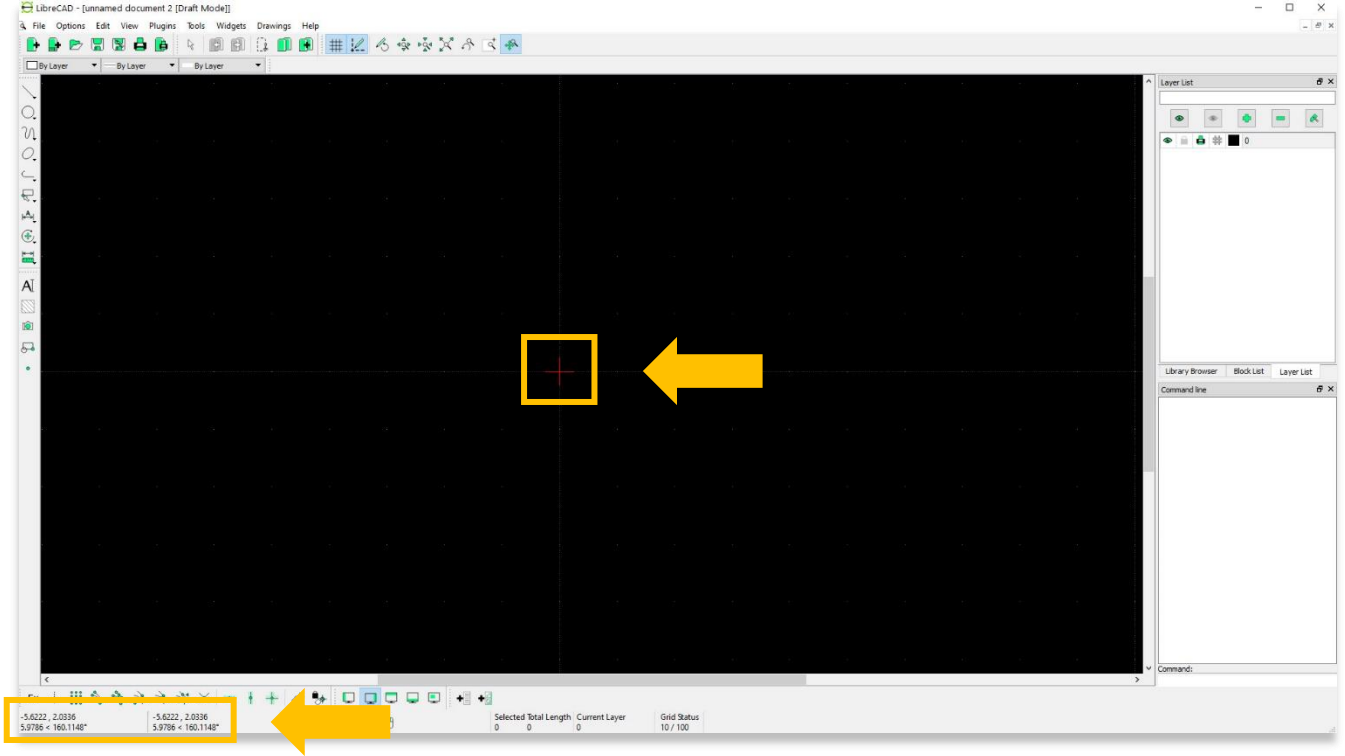 LibreCAD - [unnamed document 2 [Draft Mode]]
File Options Edit View Plugins Tools Widgets Drawings Help
By Layer By Layer By Layer
Layer List
0
Library Browser Block List Layer List
Command line
Command:
-5.6222 , 2.0336 -5.6222 , 2.0336 Selected Total Length Current Layer Grid Status
5.9786 < 160.1148° 5.9786 < 160.1148° 0 0 0 10 / 100